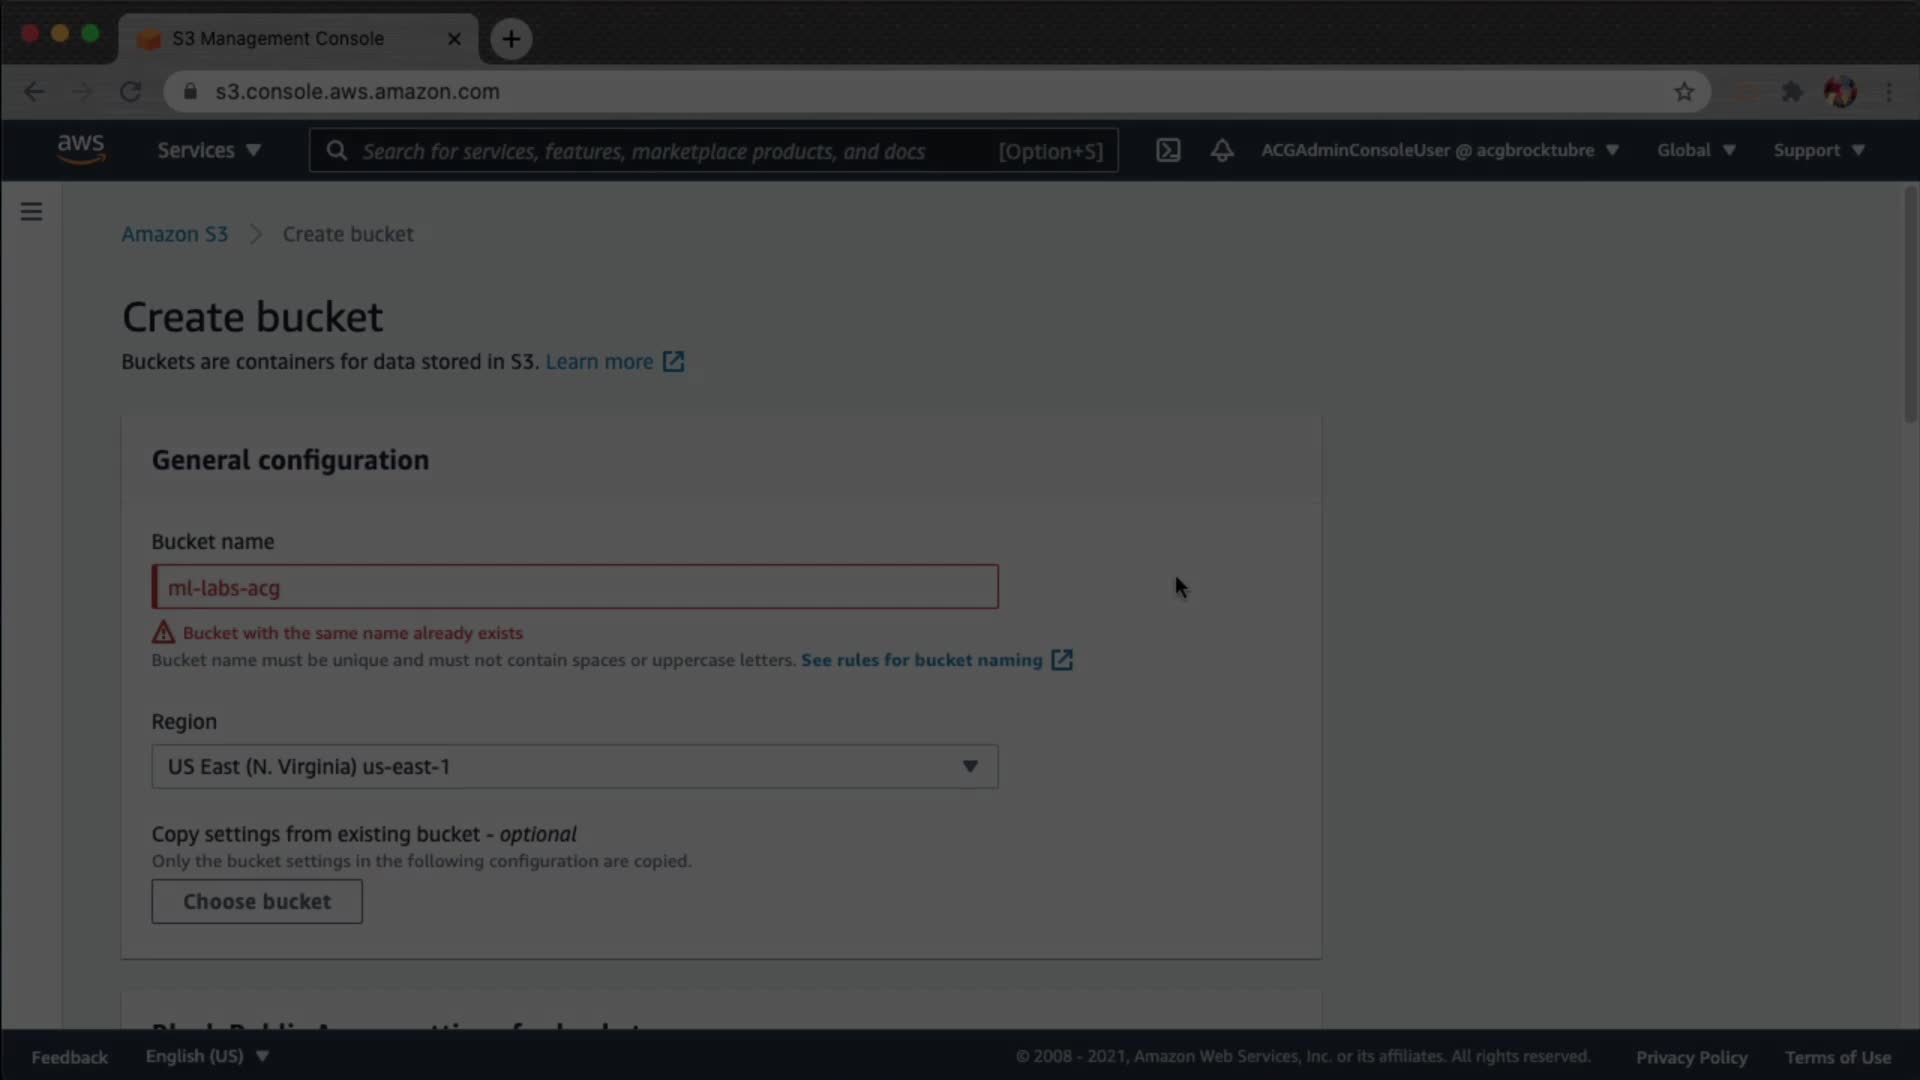 S3 Management Console
s3.console.aws.amazon.com
aws
Services
Search for services, features, marketplace products, and docs [Option+S]
ACGAdminConsoleUser @ acgbrocktubre
Global
Support
Amazon S3
Create bucket
Create bucket
Buckets are containers for data stored in S3. Learn more
General configuration
Bucket name
ml-labs-acg
Bucket with the same name already exists
Bucket name must be unique and must not contain spaces or uppercase letters. See rules for bucket naming
Region
US East (N. Virginia) us-east-1
Copy settings from existing bucket - optional
Only the bucket settings in the following configuration are copied.
Choose bucket
Feedback
English (US)
© 2008 - 2021, Amazon Web Services, Inc. or its affiliates. All rights reserved.
Privacy Policy
Terms of Use